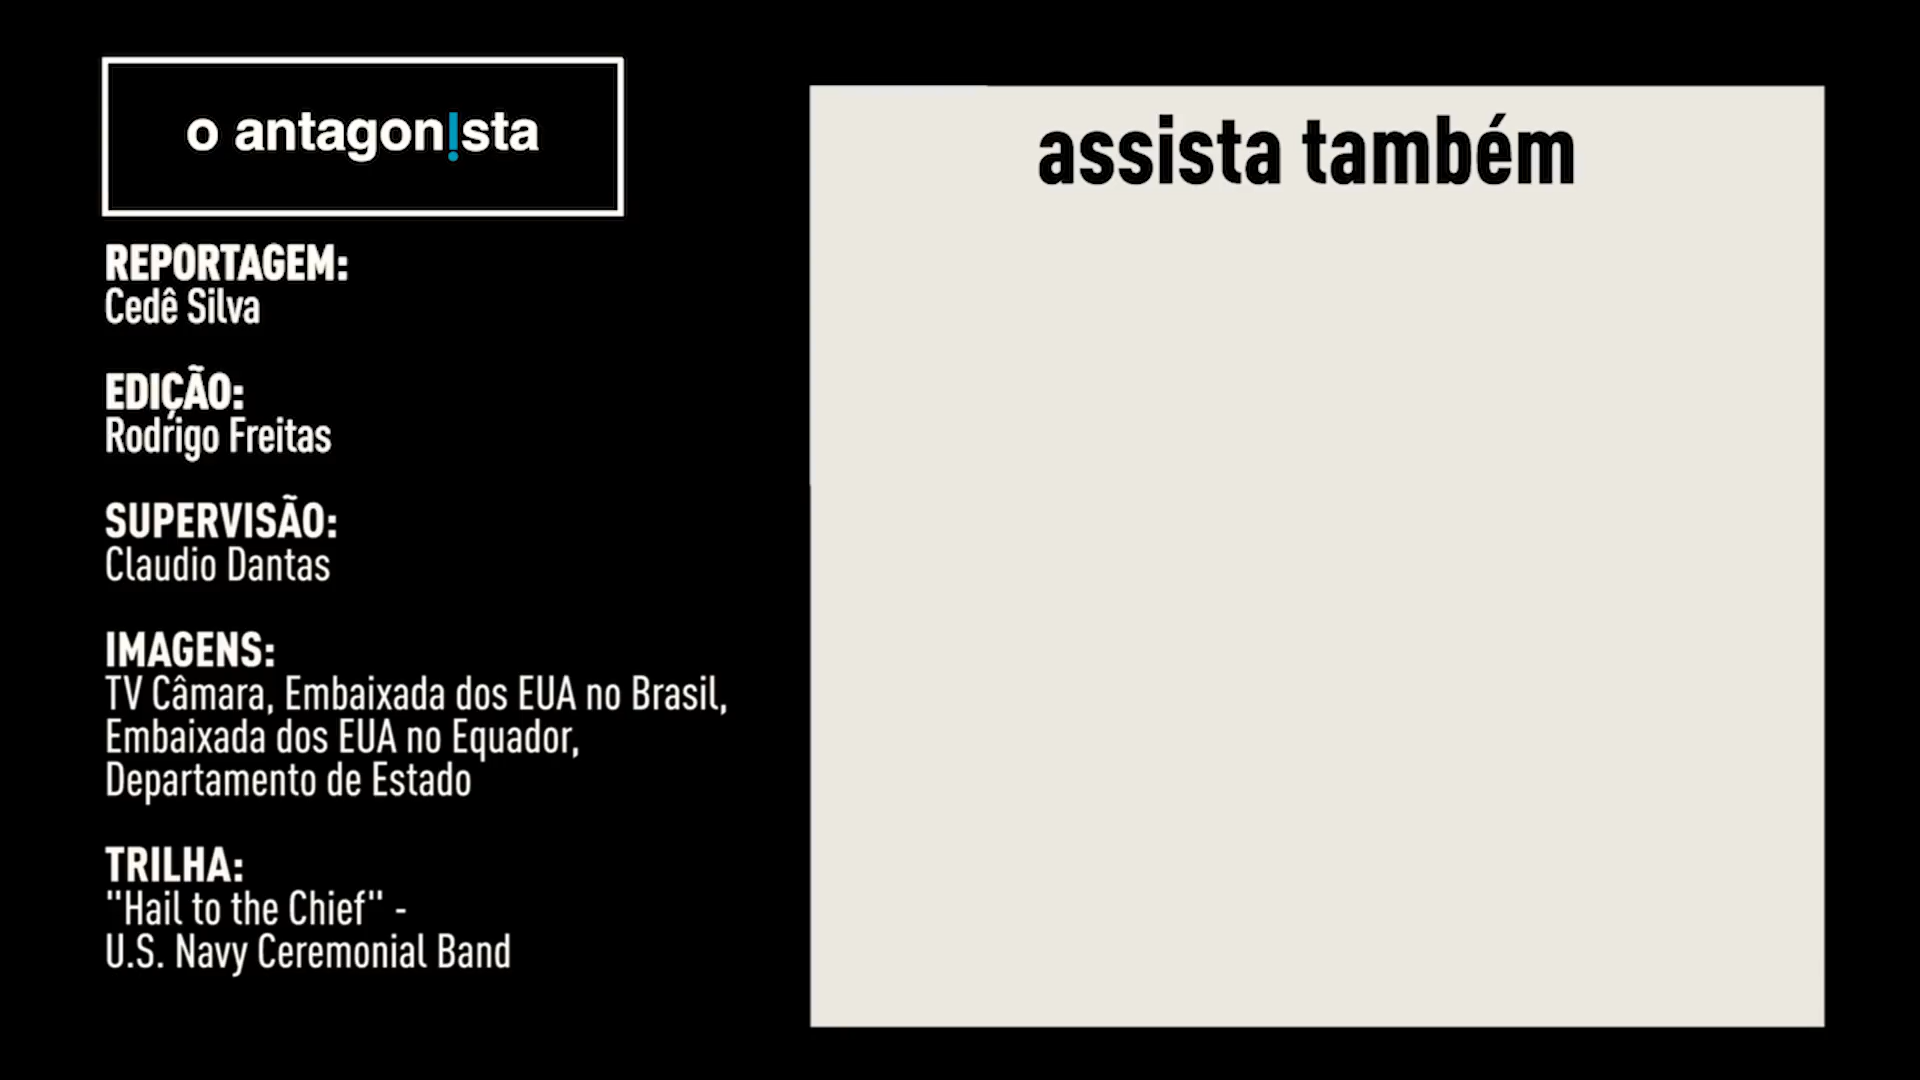 o antagon!sta
REPORTAGEM:
Cedê Silva
EDIÇÃO:
Rodrigo Freitas
SUPERVISÃO:
Claudio Dantas
IMAGENS:
TV Câmara, Embaixada dos EUA no Brasil,
Embaixada dos EUA no Equador,
Departamento de Estado
TRILHA:
"Hail to the Chief" -
U.S. Navy Ceremonial Band
assista também